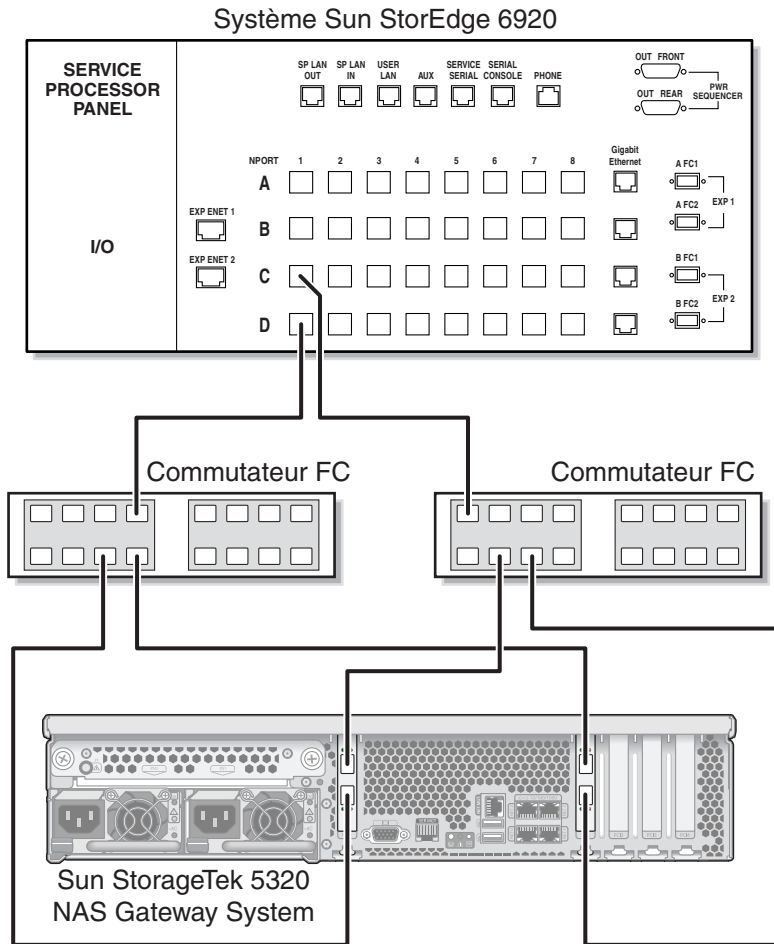 Système Sun StorEdge 6920
SERVICE
PROCESSOR
PANEL
I/O
SP LAN
OUT
SP LAN
IN
USER
LAN
AUX
SERVICE
SERIAL
SERIAL
CONSOLE
PHONE
OUT FRONT
OUT REAR
PWR
SEQUENCER
NPORT 1 2 3 4 5 6 7 8
Gigabit
Ethernet
A
B
C
D
EXP ENET 1
EXP ENET 2
A FC1
A FC2
EXP 1
B FC1
B FC2
EXP 2
Commutateur FC
Commutateur FC
Sun StorageTek 5320
NAS Gateway System